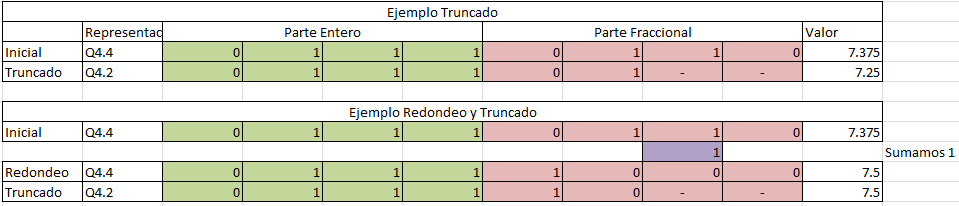 Ejemplo Truncado
Representac Parte Entero Parte Fraccional Valor
Inicial Q4.4 0 1 1 1 0 1 1 0 7.375
Truncado Q4.2 0 1 1 1 0 1 - - 7.25
Ejemplo Redondeo y Truncado
Inicial Q4.4 0 1 1 1 0 1 1 0 7.375
1 Sumamos 1
Redondeo Q4.4 0 1 1 1 1 0 0 0 7.5
Truncado Q4.2 0 1 1 1 1 0 - - 7.5